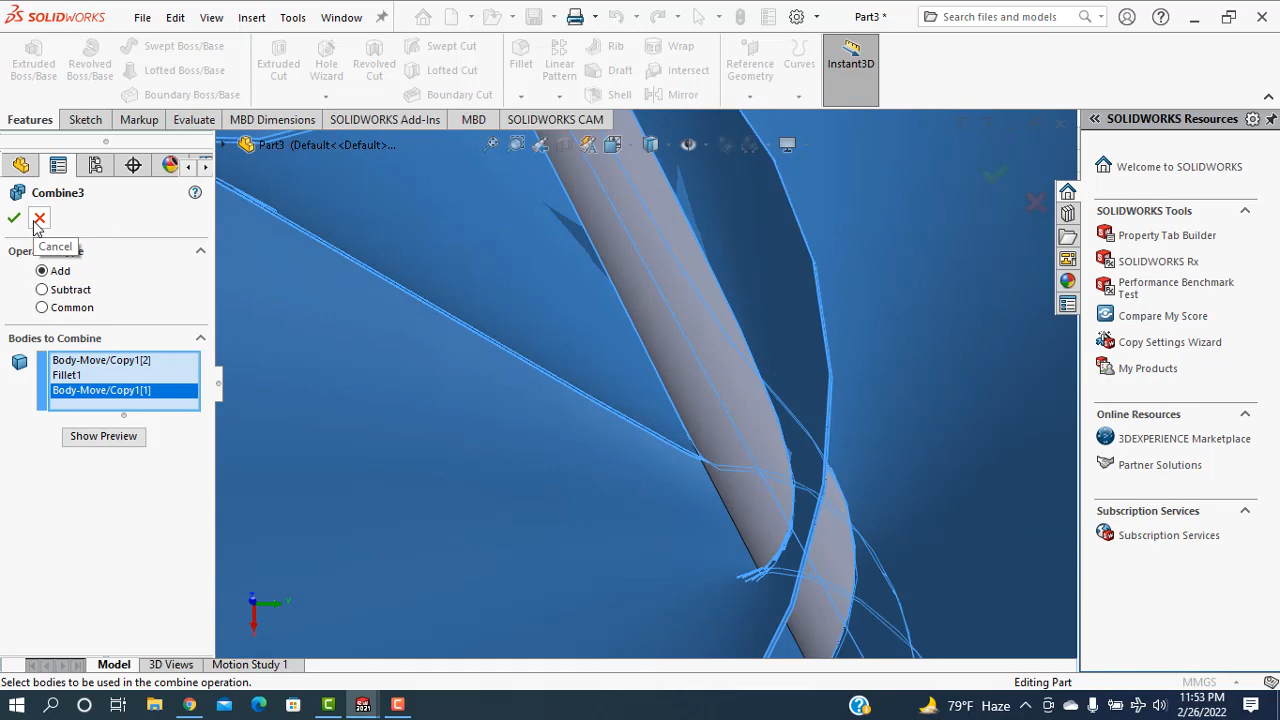 SOLIDWORKS File Edit View Insert Tools Window Part3 * Search files and models
Extruded Boss/Base
Revolved Boss/Base
Swept Boss/Base
Lofted Boss/Base
Boundary Boss/Base
Extruded Cut
Hole Wizard
Revolved Cut
Swept Cut
Lofted Cut
Boundary Cut
Fillet
Linear Pattern
Rib
Draft
Shell
Wrap
Intersect
Mirror
Reference Geometry
Curves
Instant3D
Features Sketch Markup Evaluate MBD Dimensions SOLIDWORKS Add-Ins MBD SOLIDWORKS CAM
Part3 (Default<<Default>...
Combine3
Cancel
Add
Subtract
Common
Bodies to Combine
Body-Move/Copy1[2]
Fillet1
Body-Move/Copy1[1]
Show Preview
SOLIDWORKS Resources
Welcome to SOLIDWORKS
SOLIDWORKS Tools
Property Tab Builder
SOLIDWORKS Rx
Performance Benchmark
Test
Compare My Score
Copy Settings Wizard
My Products
Online Resources
3DEXPERIENCE Marketplace
Partner Solutions
Subscription Services
Subscription Services
Y
Model 3D Views Motion Study 1
Select bodies to be used in the combine operation. Editing Part MMGS
79°F Haze
11:53 PM
2/26/2022
2021